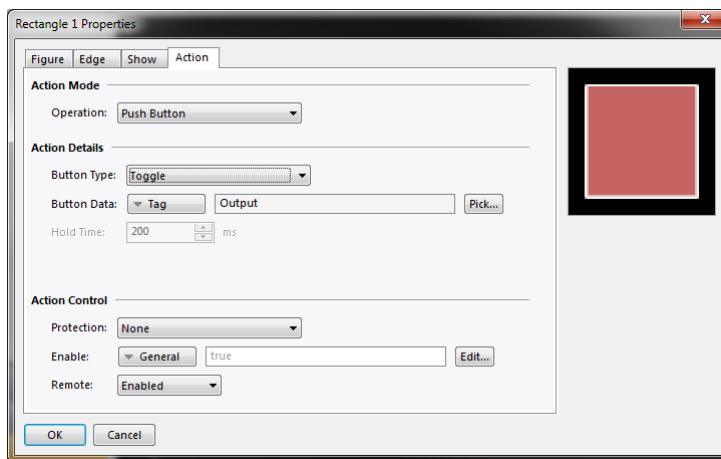 Rectangle 1 Properties
Figure Edge Show Action
Action Mode
Operation: Push Button
Action Details
Button Type: Toggle
Button Data: Tag Output Pick...
Hold Time: 200 ms
Action Control
Protection: None
Enable: General true Edit...
Remote: Enabled
OK Cancel